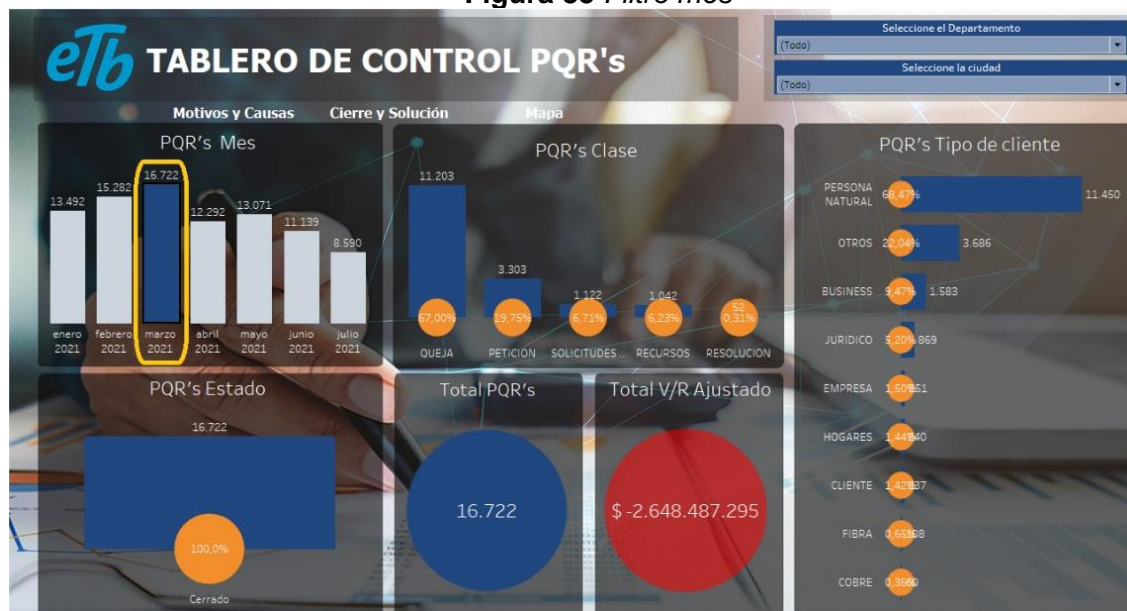 Figura 35 Filtro mes
eTb
TABLERO DE CONTROL PQR's
Seleccione el Departamento
(Todo)
Seleccione la ciudad
(Todo)
Motivos y Causas Cierre y Solución Mapa
PQR's Mes
13.492
15.282
16.722
12.292
13.071
11.139
8.590
enero 2021
febrero 2021
marzo 2021
abril 2021
mayo 2021
junio 2021
julio 2021
PQR's Clase
11.203
3.303
1.122
1.042
52
67,00%
19,75%
6,71%
6,23%
0,31%
QUEJA
PETICION
SOLICITUDES...
RECURSOS
RESOLUCION
PQR's Tipo de cliente
PERSONA
NATURAL
68,47%
11.450
OTROS 22,04% 3.686
BUSINESS 9,47% 1.583
JURIDICO 5,20% 869
EMPRESA
HOGARES
CLIENTE
FIBRA
COBRE
PQR's Estado
16.722
100,0%
Cerrado
Total PQR's
16.722
Total V/R Ajustado
$ -2.648.487.295